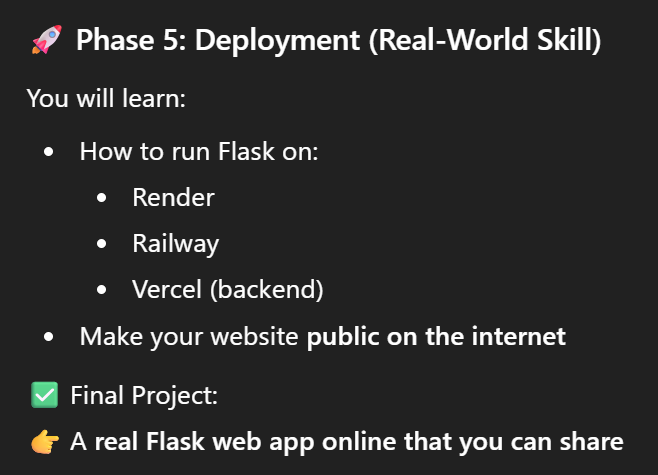 🚀 Phase 5: Deployment (Real-World Skill)
You will learn:
• How to run Flask on:
• Render
• Railway
• Vercel (backend)
• Make your website public on the internet
✅ Final Project:
👉 A real Flask web app online that you can share